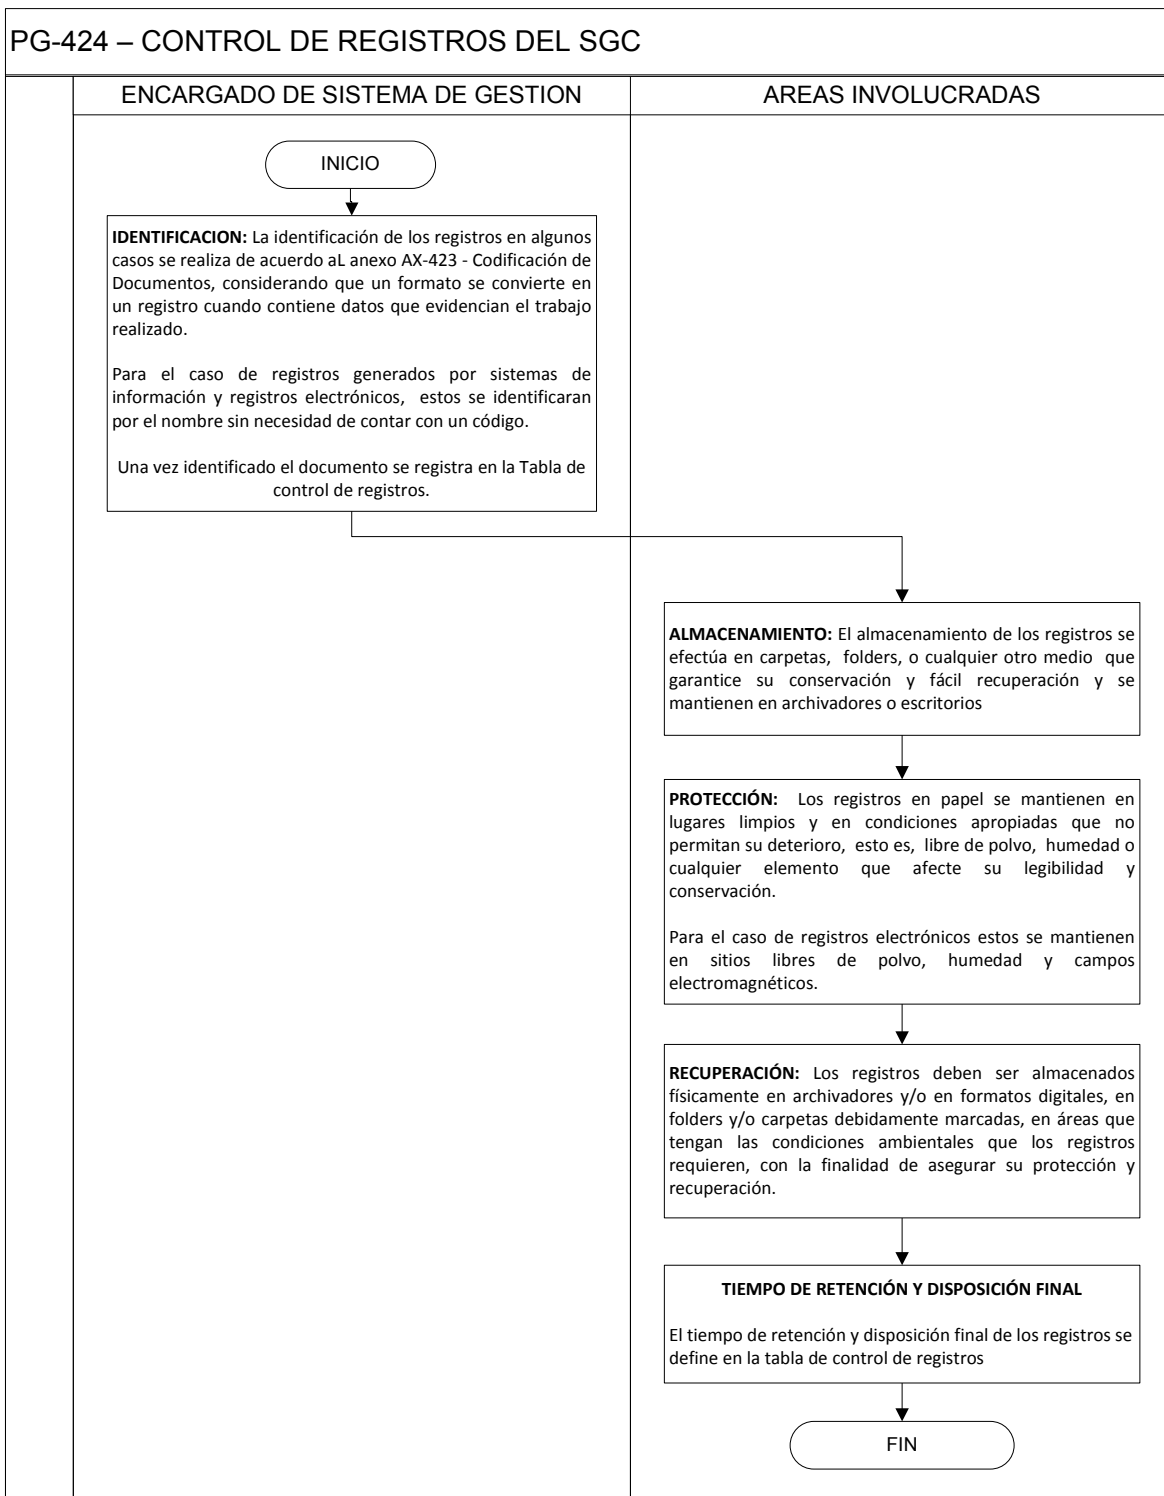 PG-424 – CONTROL DE REGISTROS DEL SGC
ENCARGADO DE SISTEMA DE GESTION
AREAS INVOLUCRADAS
INICIO
IDENTIFICACION: La identificación de los registros en algunos
casos se realiza de acuerdo aL anexo AX-423 - Codificación de
Documentos, considerando que un formato se convierte en
un registro cuando contiene datos que evidencian el trabajo
realizado.
Para el caso de registros generados por sistemas de
información y registros electrónicos, estos se identificaran
por el nombre sin necesidad de contar con un código.
Una vez identificado el documento se registra en la Tabla de
control de registros.
ALMACENAMIENTO: El almacenamiento de los registros se
efectúa en carpetas, folders, o cualquier otro medio que
garantice su conservación y fácil recuperación y se
mantienen en archivadores o escritorios
PROTECCIÓN: Los registros en papel se mantienen en
lugares limpios y en condiciones apropiadas que no
permitan su deterioro, esto es, libre de polvo, humedad o
cualquier elemento que afecte su legibilidad y
conservación.
Para el caso de registros electrónicos estos se mantienen
en sitios libres de polvo, humedad y campos
electromagnéticos.
RECUPERACIÓN: Los registros deben ser almacenados
físicamente en archivadores y/o en formatos digitales, en
folders y/o carpetas debidamente marcadas, en áreas que
tengan las condiciones ambientales que los registros
requieren, con la finalidad de asegurar su protección y
recuperación.
TIEMPO DE RETENCIÓN Y DISPOSICIÓN FINAL
El tiempo de retención y disposición final de los registros se
define en la tabla de control de registros
FIN